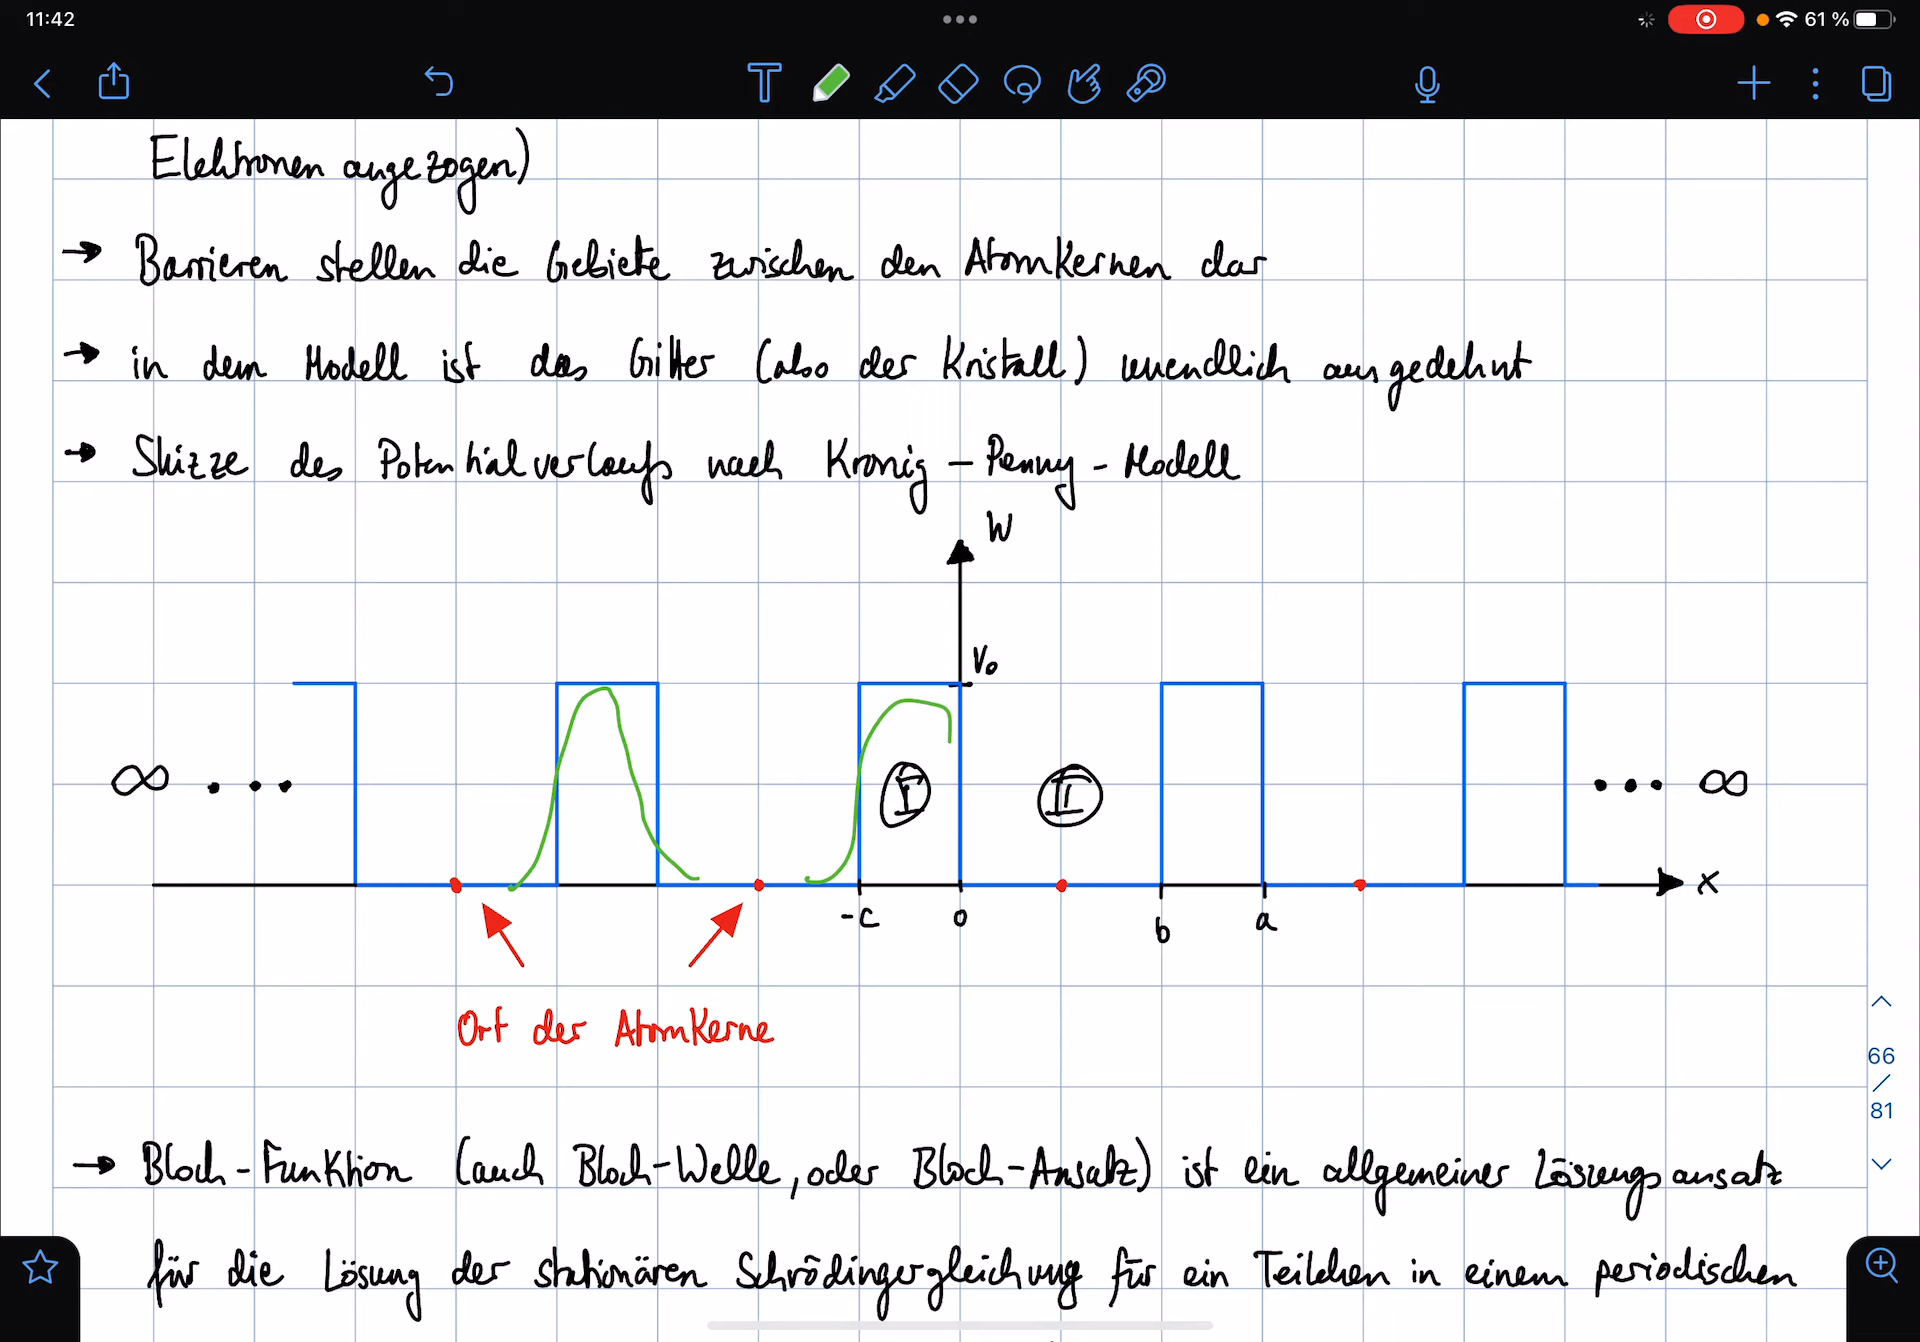 11:42
61 %
Elektronen angezogen)
→ Barrieren stellen die Gebiete zwischen den Atomkernen dar
→ in dem Modell ist das Gitter (also der Kristall) unendlich ausgedehnt
→ Skizze des Potentialverlaufs nach Kronig-Penny-Modell
W
V₀
∞ ... I II ... ∞
-c 0 b a x
Ort der Atomkerne
66
/
81
→ Bloch-Funktion (auch Bloch-Welle, oder Bloch-Ansatz) ist ein allgemeiner Lösungsansatz
für die Lösung der stationären Schrödingergleichung für ein Teilchen in einem periodischen